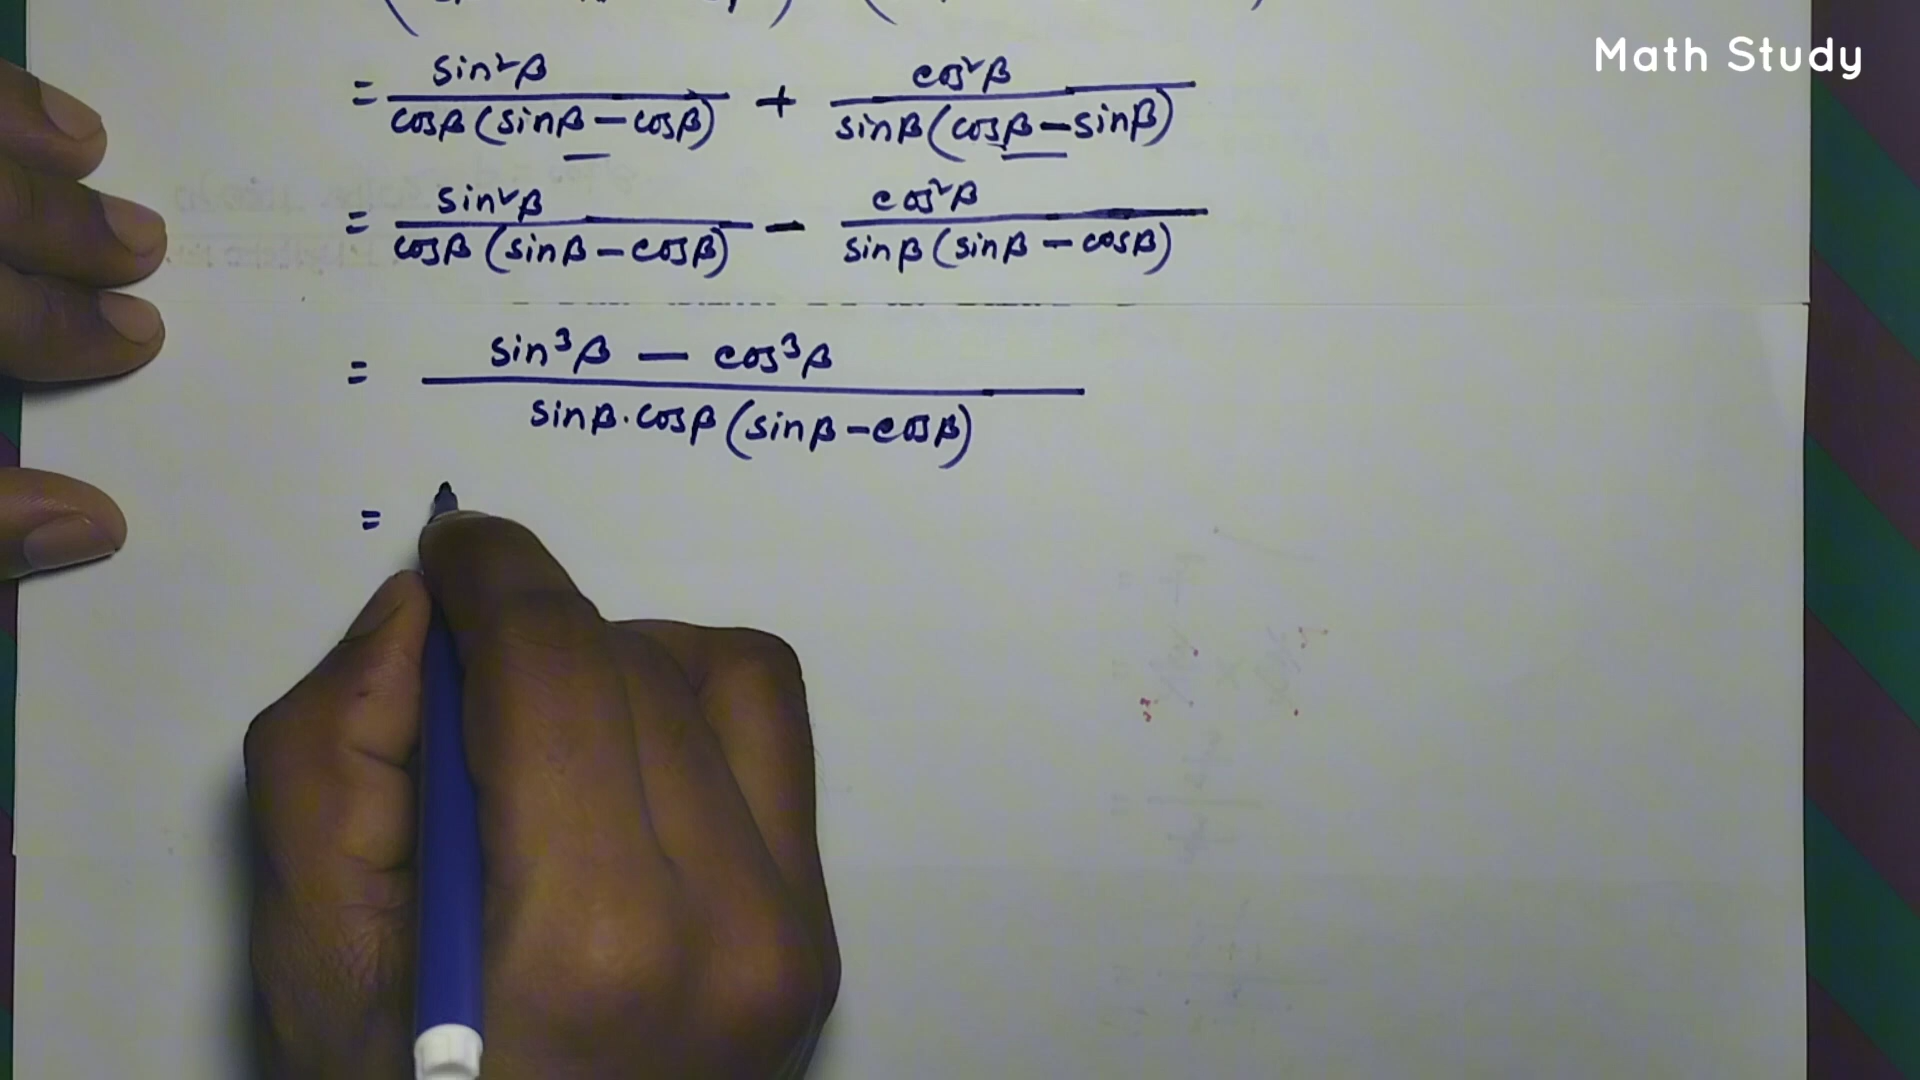 Math Study
= sin²β / cosβ (sinβ − cosβ) + cos²β / sinβ (cosβ − sinβ)
= sin²β / cosβ (sinβ − cosβ) − cos²β / sinβ (sinβ − cosβ)
= sin³β − cos³β / sinβ · cosβ (sinβ − cosβ)
=